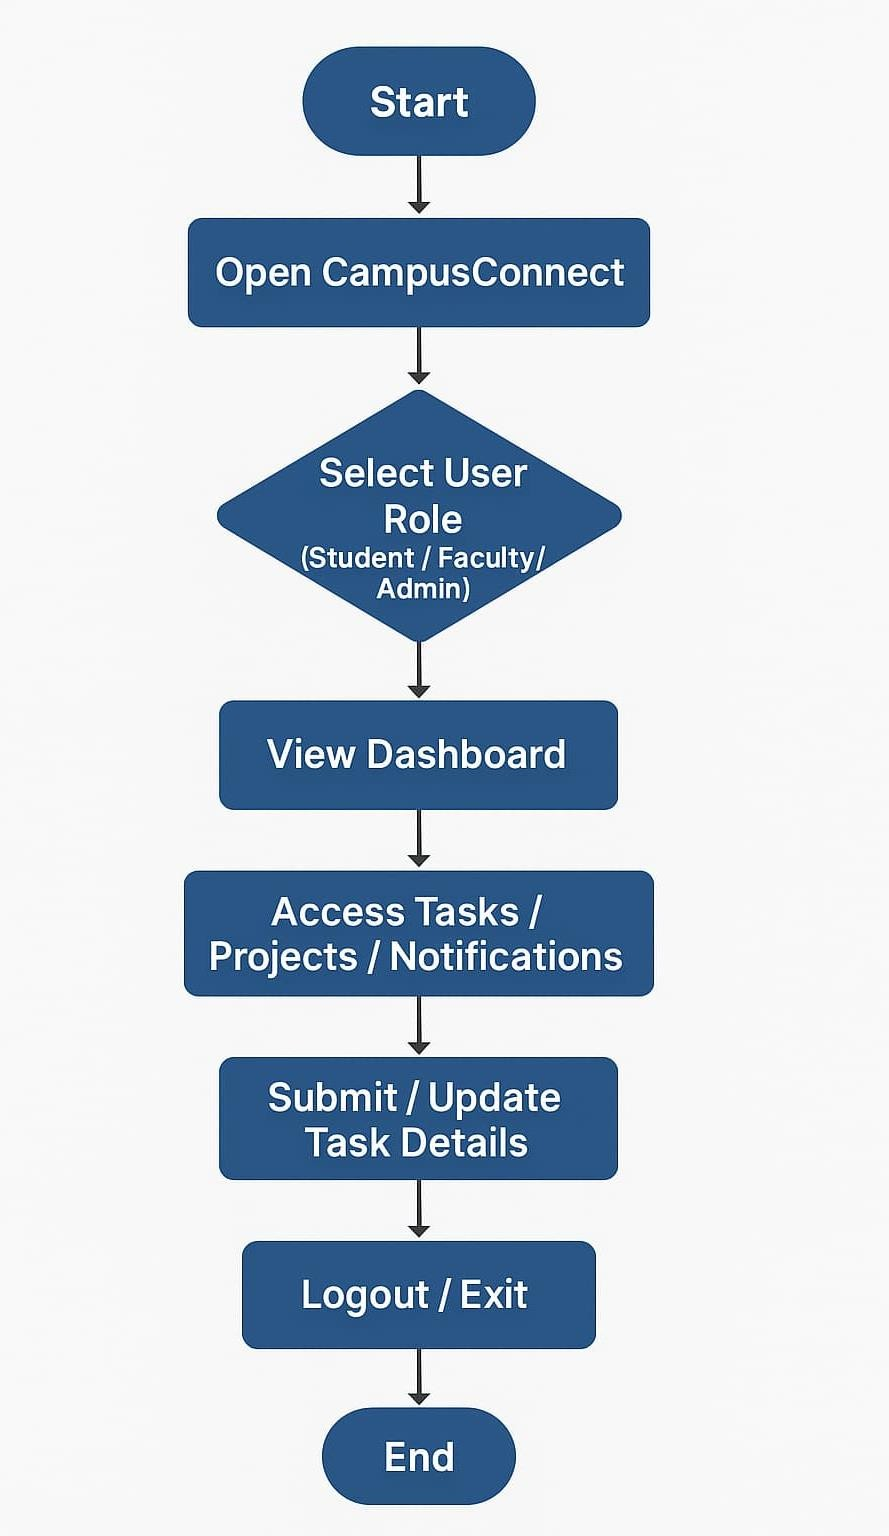 Start
Open CampusConnect
Select User
Role
(Student / Faculty/
Admin)
View Dashboard
Access Tasks /
Projects / Notifications
Submit / Update
Task Details
Logout / Exit
End